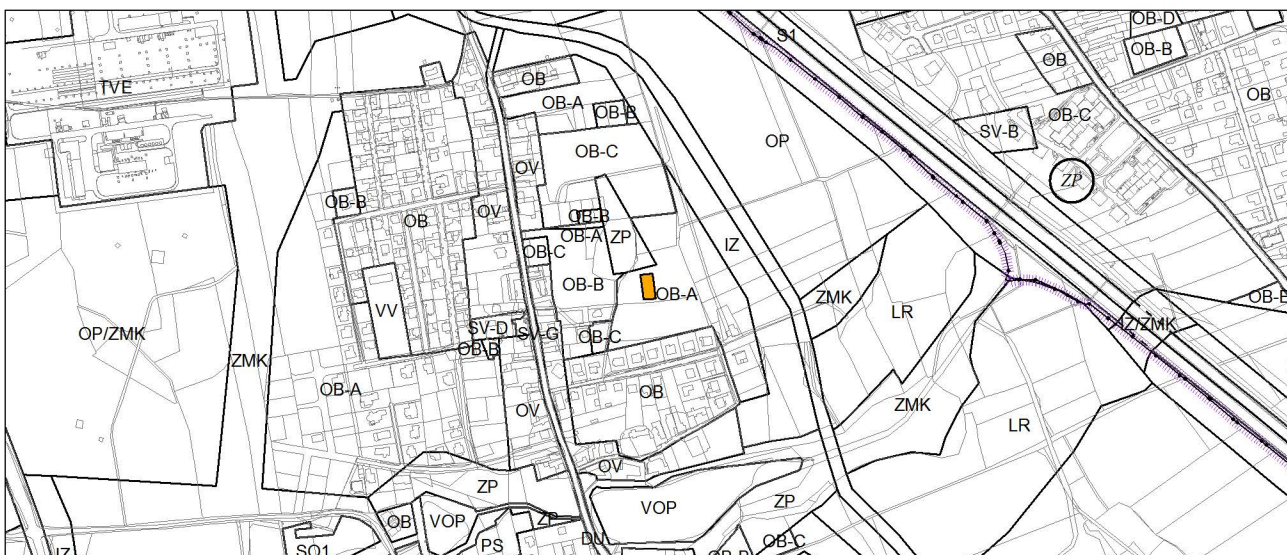 S1
OB-D
OB-B
OB
OB
TVE
OB
OB-A
OB-B
SV-B
OB-C
OP
OB-C
ZP
OV
OB-B
OB
OV
OB-B
OB-A
ZP
IZ
OB-C
OB-B
OB-A
OB-B
ZMK
LR
IZ/ZMK
VV
OP/ZMK
ZMK
SV-D
SV-G
OB-B
OB-C
OB-A
OB
OV
ZMK
LR
OV
ZP
VOP
ZP
OB
VOP
ZP
PS
DU
OB-C
OB-B
SO1
IZ